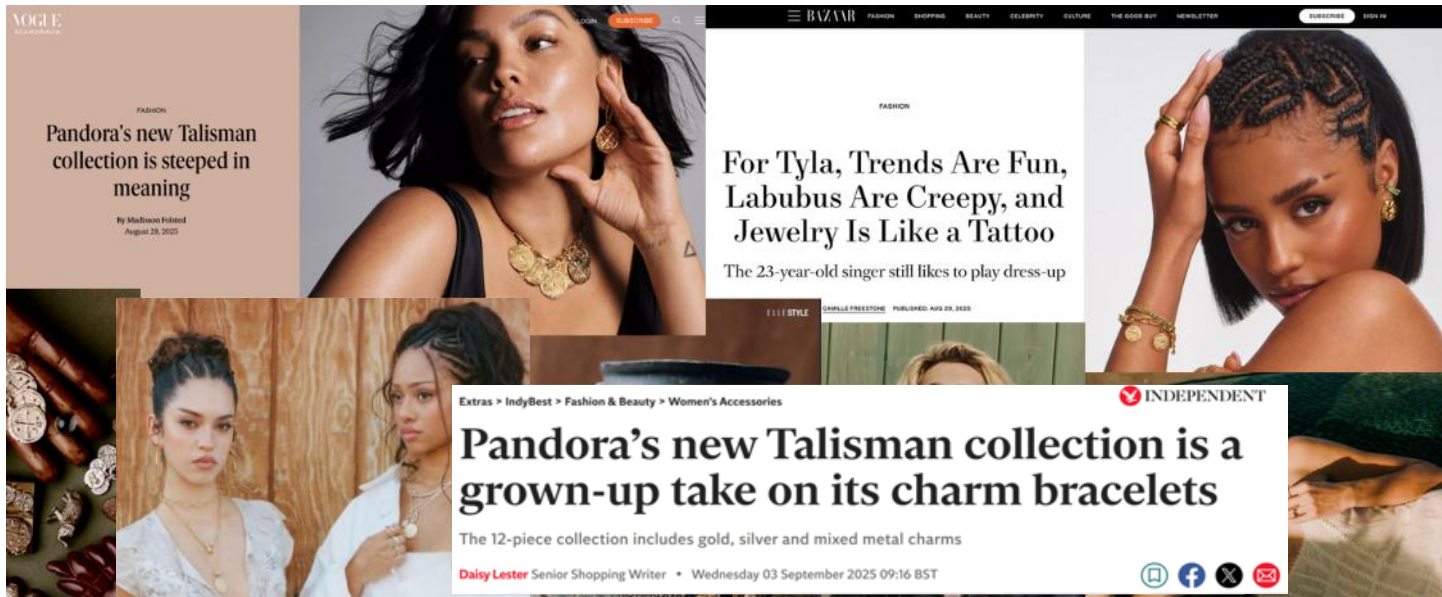 VOGUE
SCANDINAVIA
LOGIN
SUBSCRIBE
FASHION
Pandora's new Talisman
collection is steeped in
meaning
By Madisson Folsted
August 28, 2025
BAZAAR
FASHION
SHOPPING
BEAUTY
CELEBRITY
CULTURE
THE GOOD BUY
NEWSLETTER
SUBSCRIBE
SIGN IN
FASHION
For Tyla, Trends Are Fun,
Labubus Are Creepy, and
Jewelry Is Like a Tattoo
The 23-year-old singer still likes to play dress-up
CAMILLE FREESTONE PUBLISHED: AUG 29, 2025
ELLE STYLE
Extras > IndyBest > Fashion & Beauty > Women's Accessories
INDEPENDENT
Pandora’s new Talisman collection is a
grown-up take on its charm bracelets
The 12-piece collection includes gold, silver and mixed metal charms
Daisy Lester Senior Shopping Writer • Wednesday 03 September 2025 09:16 BST